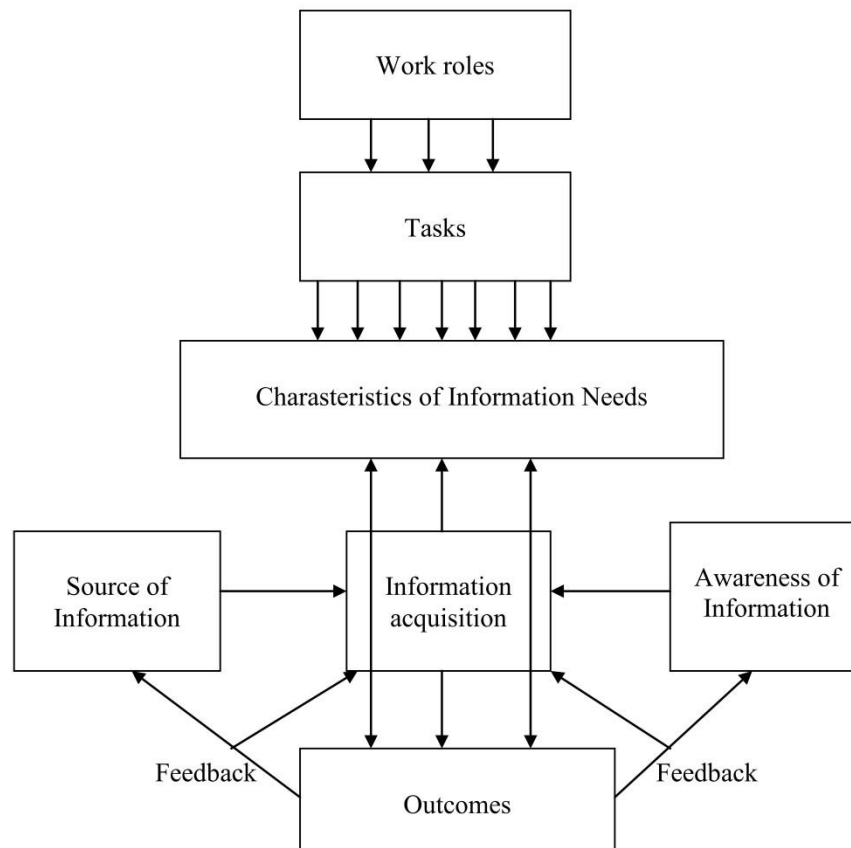 Work roles
Tasks
Charasteristics of Information Needs
Source of
Information
Information
acquisition
Awareness of
Information
Feedback
Feedback
Outcomes